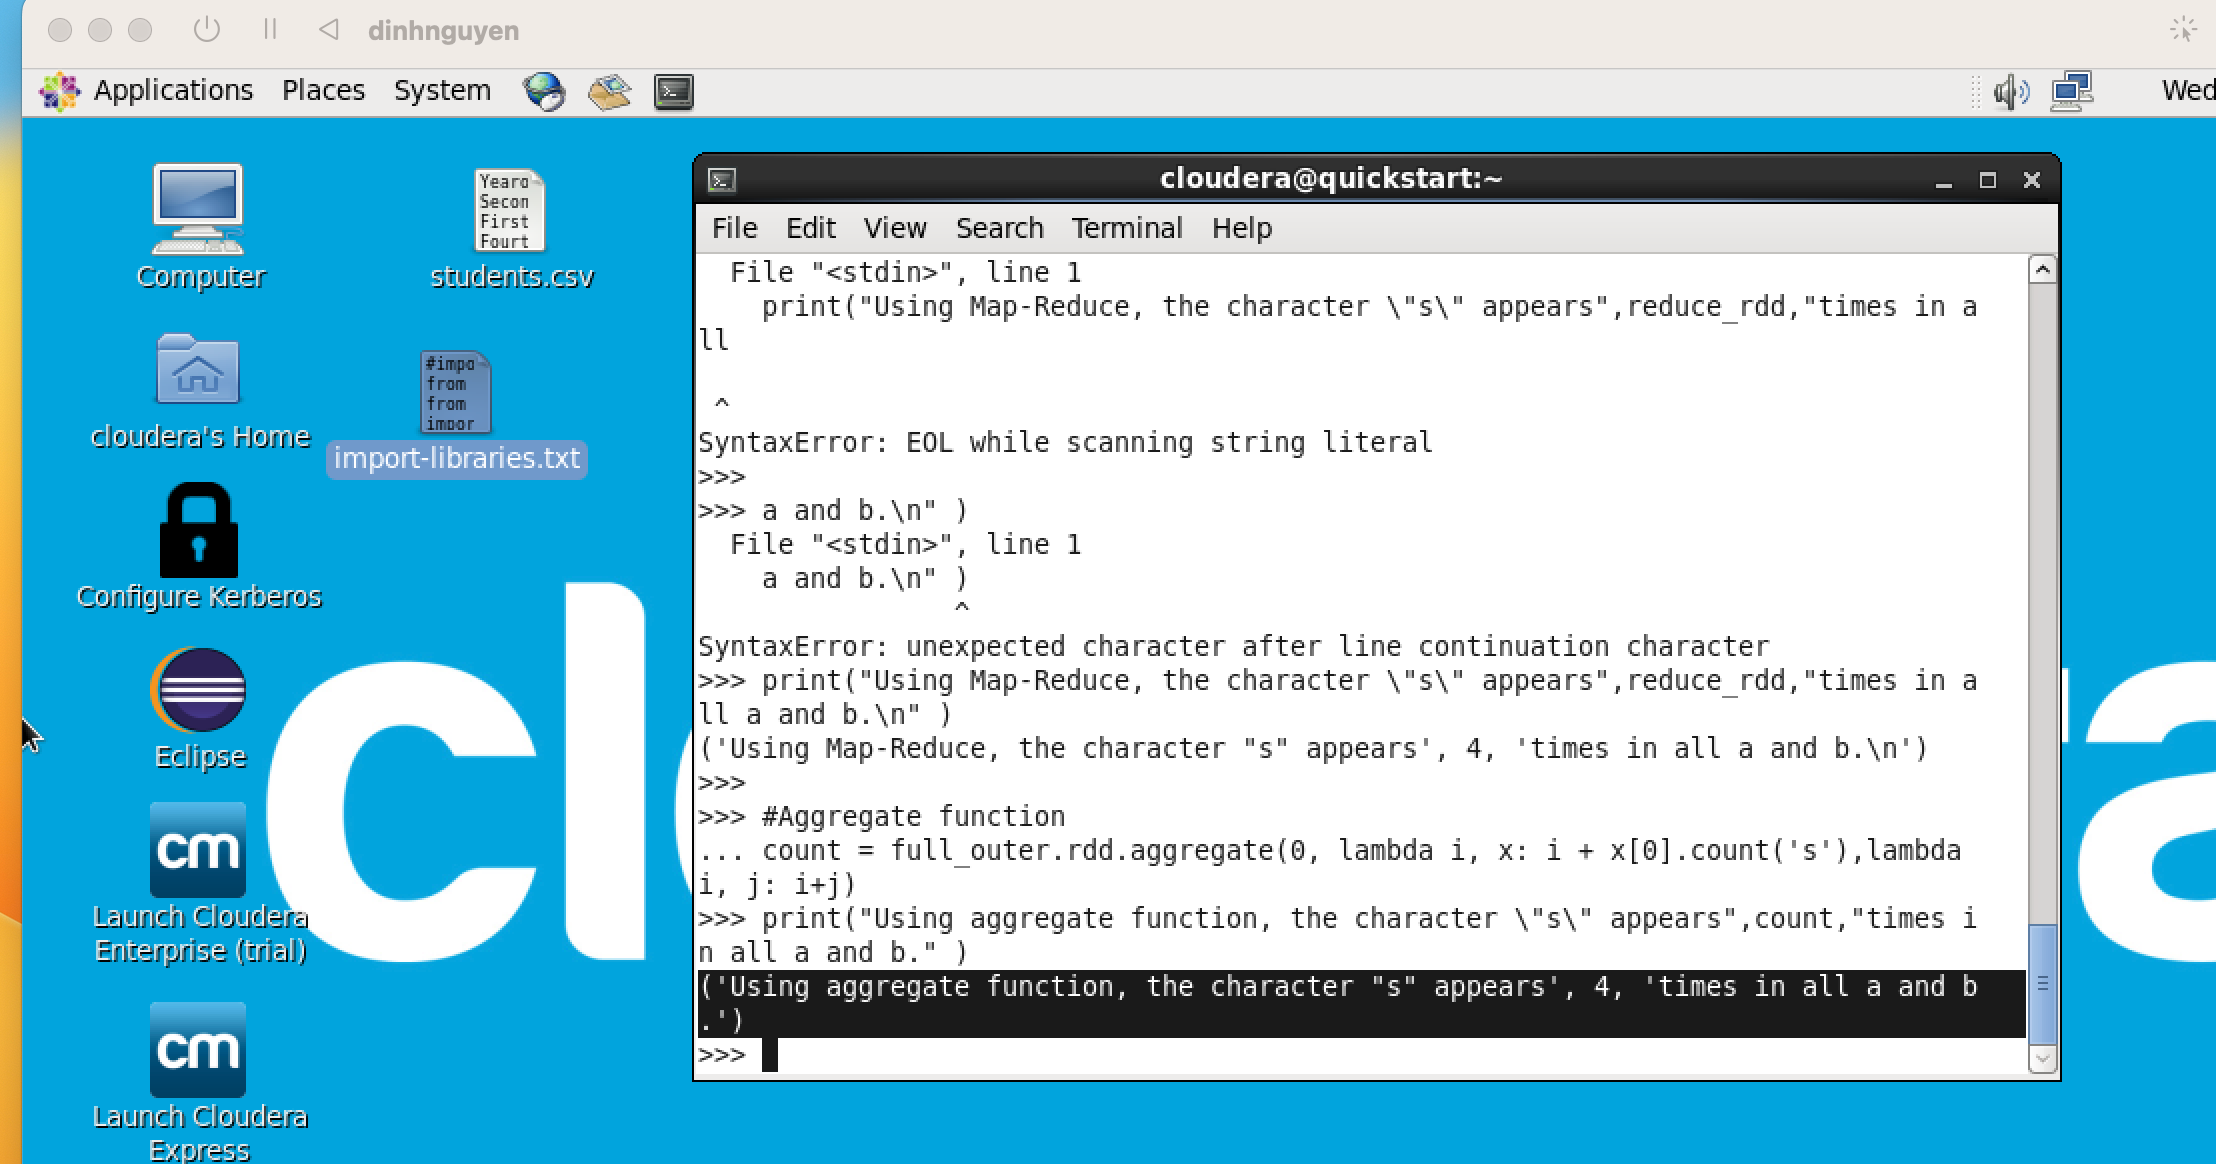 dinhnguyen
Applications Places System
Wed
Computer
students.csv
Yearo
Secon
First
Fourt
cloudera's Home
import-libraries.txt
#impo
from
from
impor
Configure Kerberos
Eclipse
cm
Launch Cloudera
Enterprise (trial)
cm
Launch Cloudera
Express
cl
a
cloudera@quickstart:~
File Edit View Search Terminal Help
  File "<stdin>", line 1
    print("Using Map-Reduce, the character \"s\" appears",reduce_rdd,"times in a
ll
 ^
SyntaxError: EOL while scanning string literal
>>>
>>> a and b.\n" )
  File "<stdin>", line 1
    a and b.\n" )
                ^
SyntaxError: unexpected character after line continuation character
>>> print("Using Map-Reduce, the character \"s\" appears",reduce_rdd,"times in a
ll a and b.\n" )
('Using Map-Reduce, the character "s" appears', 4, 'times in all a and b.\n')
>>>
>>> #Aggregate function
... count = full_outer.rdd.aggregate(0, lambda i, x: i + x[0].count('s'),lambda
i, j: i+j)
>>> print("Using aggregate function, the character \"s\" appears",count,"times i
n all a and b." )
('Using aggregate function, the character "s" appears', 4, 'times in all a and b
.')
>>>